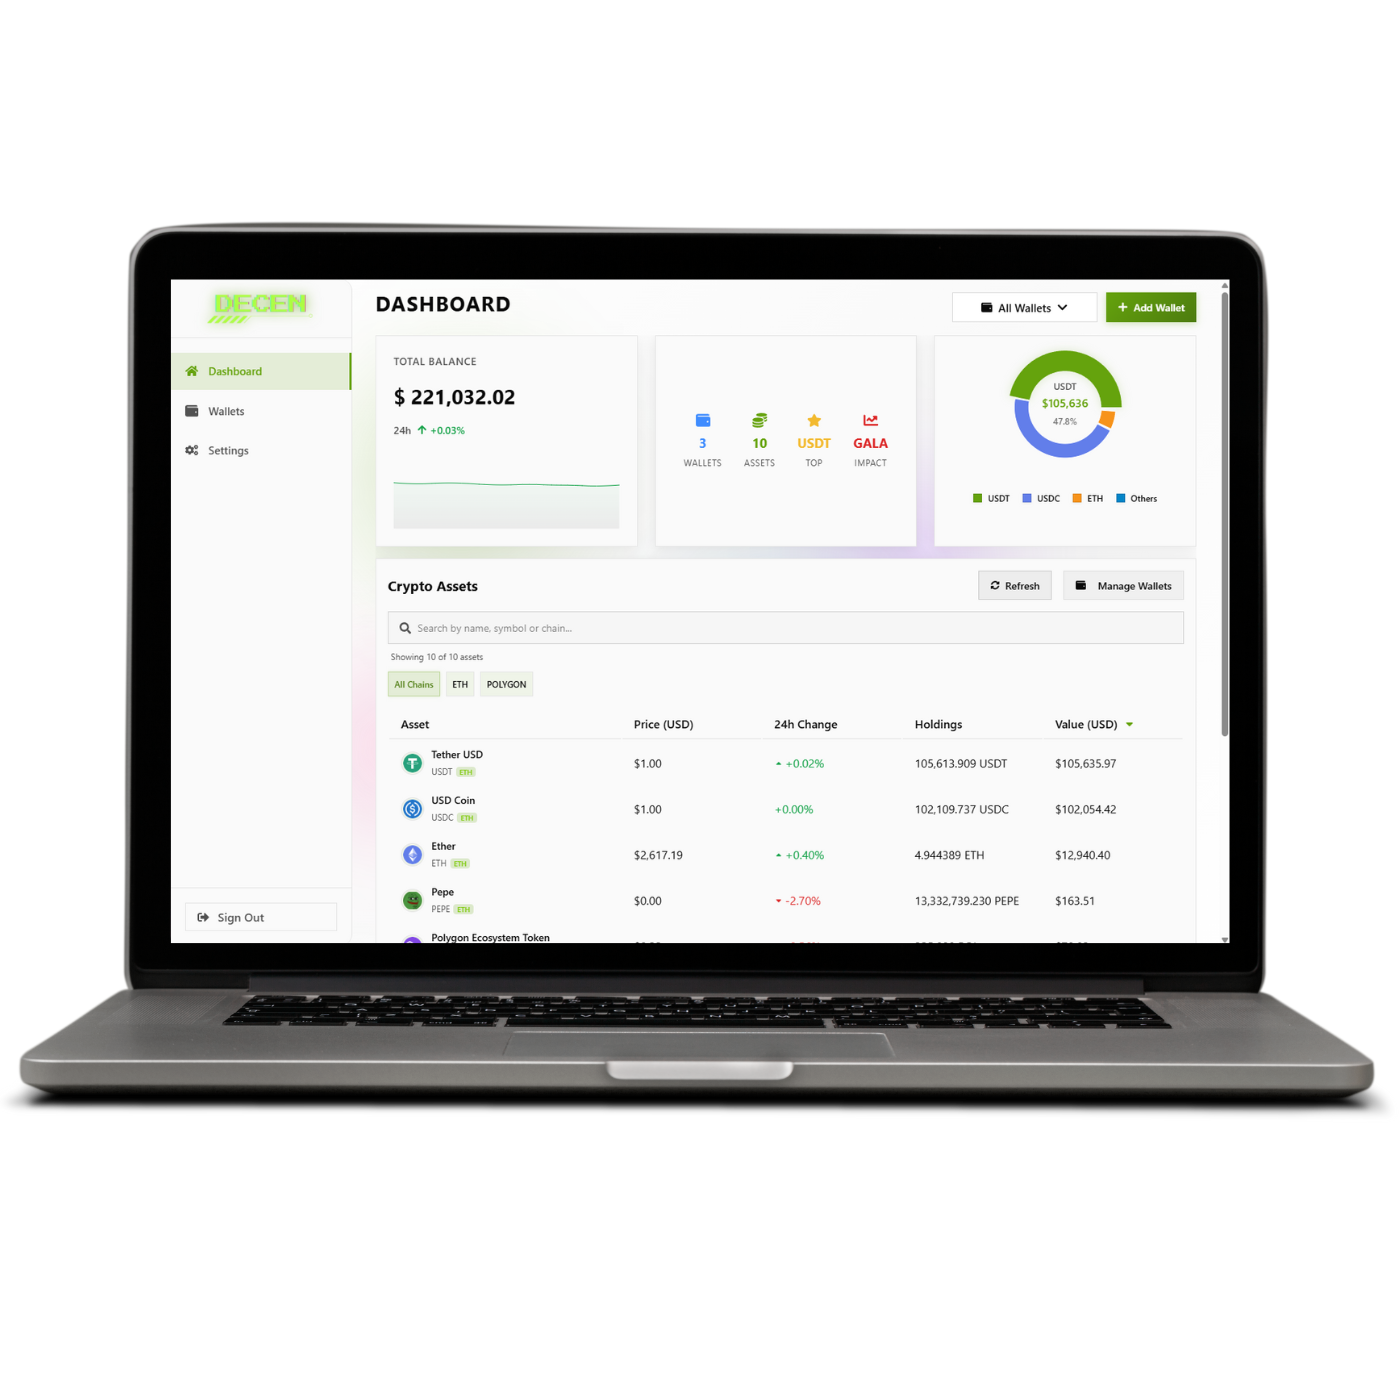 DECEN
Dashboard
Wallets
Settings
Sign Out
DASHBOARD
All Wallets
+ Add Wallet
TOTAL BALANCE
$ 221,032.02
24h ↑ +0.03%
3
WALLETS
10
ASSETS
USDT
TOP
GALA
IMPACT
USDT
$105,636
47.8%
USDT USDC ETH Others
Crypto Assets
Refresh
Manage Wallets
Search by name, symbol or chain...
Showing 10 of 10 assets
All Chains ETH POLYGON
Asset Price (USD) 24h Change Holdings Value (USD)
Tether USD
USDT ETH
$1.00 +0.02% 105,613.909 USDT $105,635.97
USD Coin
USDC ETH
$1.00 +0.00% 102,109.737 USDC $102,054.42
Ether
ETH ETH
$2,617.19 +0.40% 4.944389 ETH $12,940.40
Pepe
PEPE ETH
$0.00 -2.70% 13,332,739.230 PEPE $163.51
Polygon Ecosystem Token